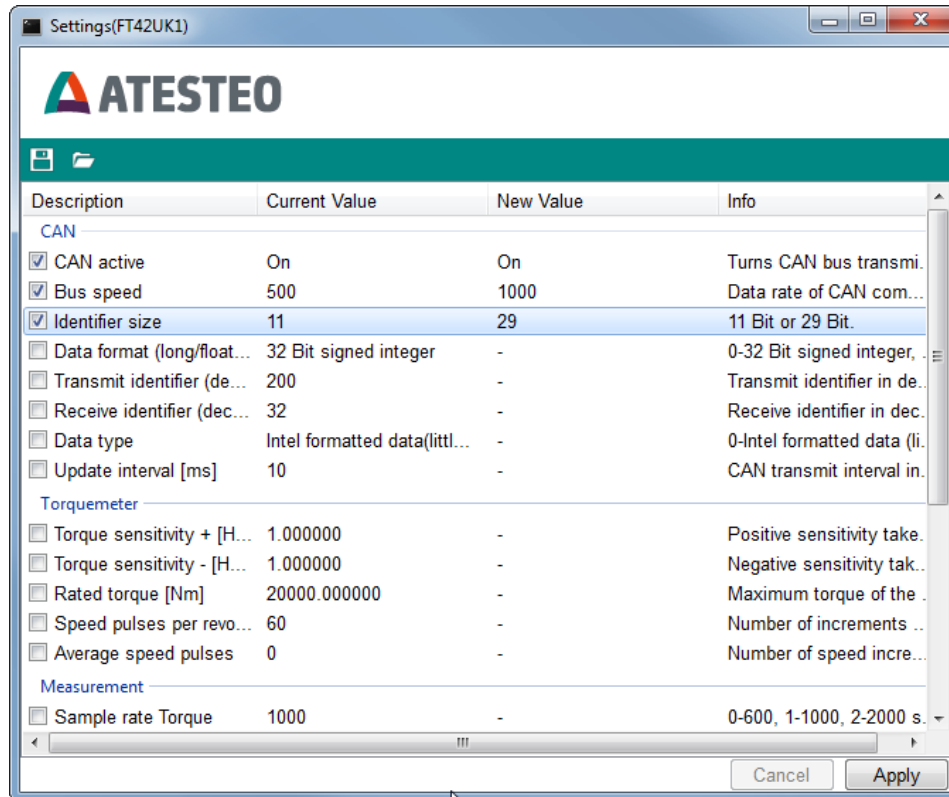 Settings(FT42UK1)
ATESTEO
Description Current Value New Value Info
CAN
CAN active On On Turns CAN bus transmi.
Bus speed 500 1000 Data rate of CAN com...
Identifier size 11 29 11 Bit or 29 Bit.
Data format (long/float... 32 Bit signed integer - 0-32 Bit signed integer, .
Transmit identifier (de... 200 - Transmit identifier in de..
Receive identifier (dec... 32 - Receive identifier in dec.
Data type Intel formatted data(littl... - 0-Intel formatted data (li.
Update interval [ms] 10 - CAN transmit interval in.
Torquemeter
Torque sensitivity + [H... 1.000000 - Positive sensitivity take.
Torque sensitivity - [H... 1.000000 - Negative sensitivity tak..
Rated torque [Nm] 20000.000000 - Maximum torque of the .
Speed pulses per revo... 60 - Number of increments ..
Average speed pulses 0 - Number of speed incre...
Measurement
Sample rate Torque 1000 - 0-600, 1-1000, 2-2000 s.
Cancel Apply